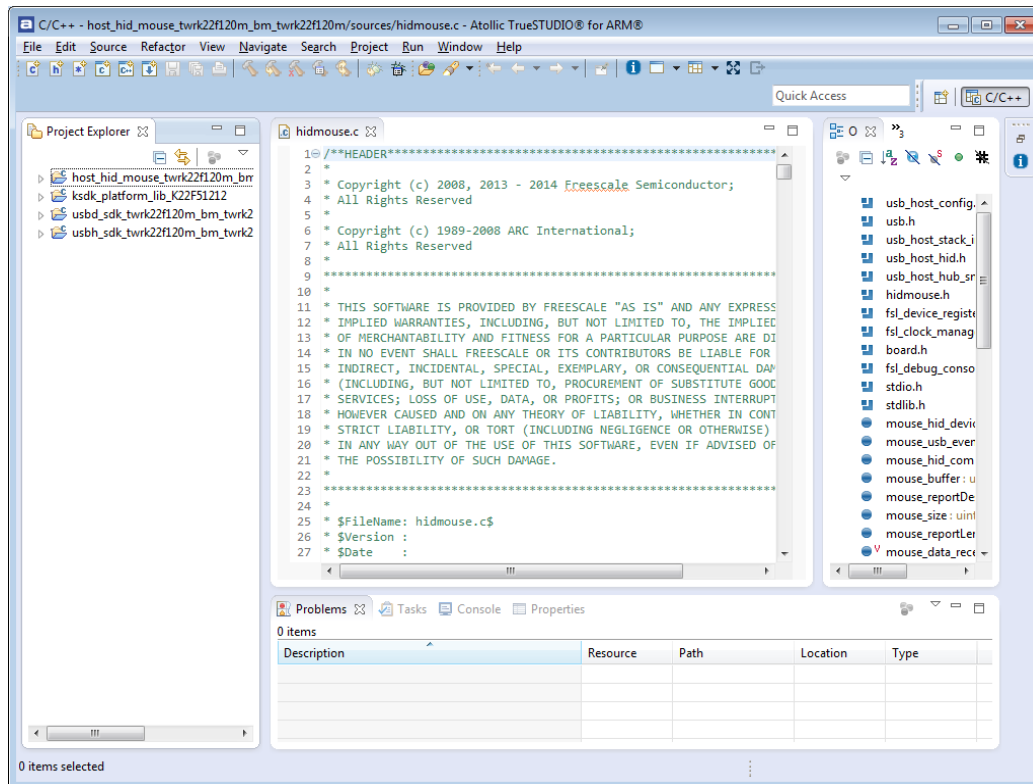 C/C++ - host_hid_mouse_twrk22f120m_bm_twrk22f120m/sources/hidmouse.c - Atollic TrueSTUDIO® for ARM®
File Edit Source Refactor View Navigate Search Project Run Window Help
Quick Access
C/C++
Project Explorer
host_hid_mouse_twrk22f120m_bm
ksdk_platform_lib_K22F51212
usbd_sdk_twrk22f120m_bm_twrk2
usbh_sdk_twrk22f120m_bm_twrk2
hidmouse.c
1 /**HEADER********************************************************
2 *
3 * Copyright (c) 2008, 2013 - 2014 Freescale Semiconductor;
4 * All Rights Reserved
5 *
6 * Copyright (c) 1989-2008 ARC International;
7 * All Rights Reserved
8 *
9 *****************************************************************
10 *
11 * THIS SOFTWARE IS PROVIDED BY FREESCALE "AS IS" AND ANY EXPRESS
12 * IMPLIED WARRANTIES, INCLUDING, BUT NOT LIMITED TO, THE IMPLIED
13 * OF MERCHANTABILITY AND FITNESS FOR A PARTICULAR PURPOSE ARE DI
14 * IN NO EVENT SHALL FREESCALE OR ITS CONTRIBUTORS BE LIABLE FOR
15 * INDIRECT, INCIDENTAL, SPECIAL, EXEMPLARY, OR CONSEQUENTIAL DAM
16 * (INCLUDING, BUT NOT LIMITED TO, PROCUREMENT OF SUBSTITUTE GOOD
17 * SERVICES; LOSS OF USE, DATA, OR PROFITS; OR BUSINESS INTERRUPT
18 * HOWEVER CAUSED AND ON ANY THEORY OF LIABILITY, WHETHER IN CONT
19 * STRICT LIABILITY, OR TORT (INCLUDING NEGLIGENCE OR OTHERWISE)
20 * IN ANY WAY OUT OF THE USE OF THIS SOFTWARE, EVEN IF ADVISED OF
21 * THE POSSIBILITY OF SUCH DAMAGE.
22 *
23 *****************************************************************
24 *
25 * $FileName: hidmouse.c$
26 * $Version :
27 * $Date :
O
3
usb_host_config.
usb.h
usb_host_stack_i
usb_host_hid.h
usb_host_hub_sr
hidmouse.h
fsl_device_registe
fsl_clock_manag
board.h
fsl_debug_conso
stdio.h
stdlib.h
mouse_hid_devic
mouse_usb_even
mouse_hid_com
mouse_buffer : u
mouse_reportDe
mouse_size : uint
mouse_reportLer
mouse_data_rece
Problems Tasks Console Properties
0 items
Description Resource Path Location Type
0 items selected